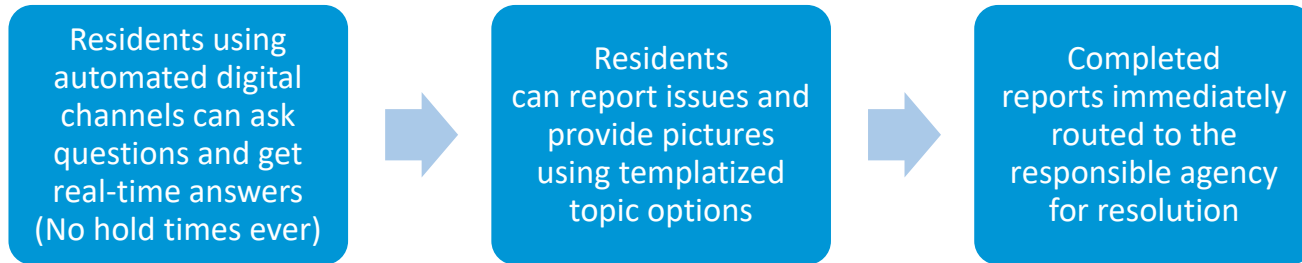 Residents using
automated digital
channels can ask
questions and get
real-time answers
(No hold times ever)
Residents
can report issues and
provide pictures
using templatized
topic options
Completed
reports immediately
routed to the
responsible agency
for resolution